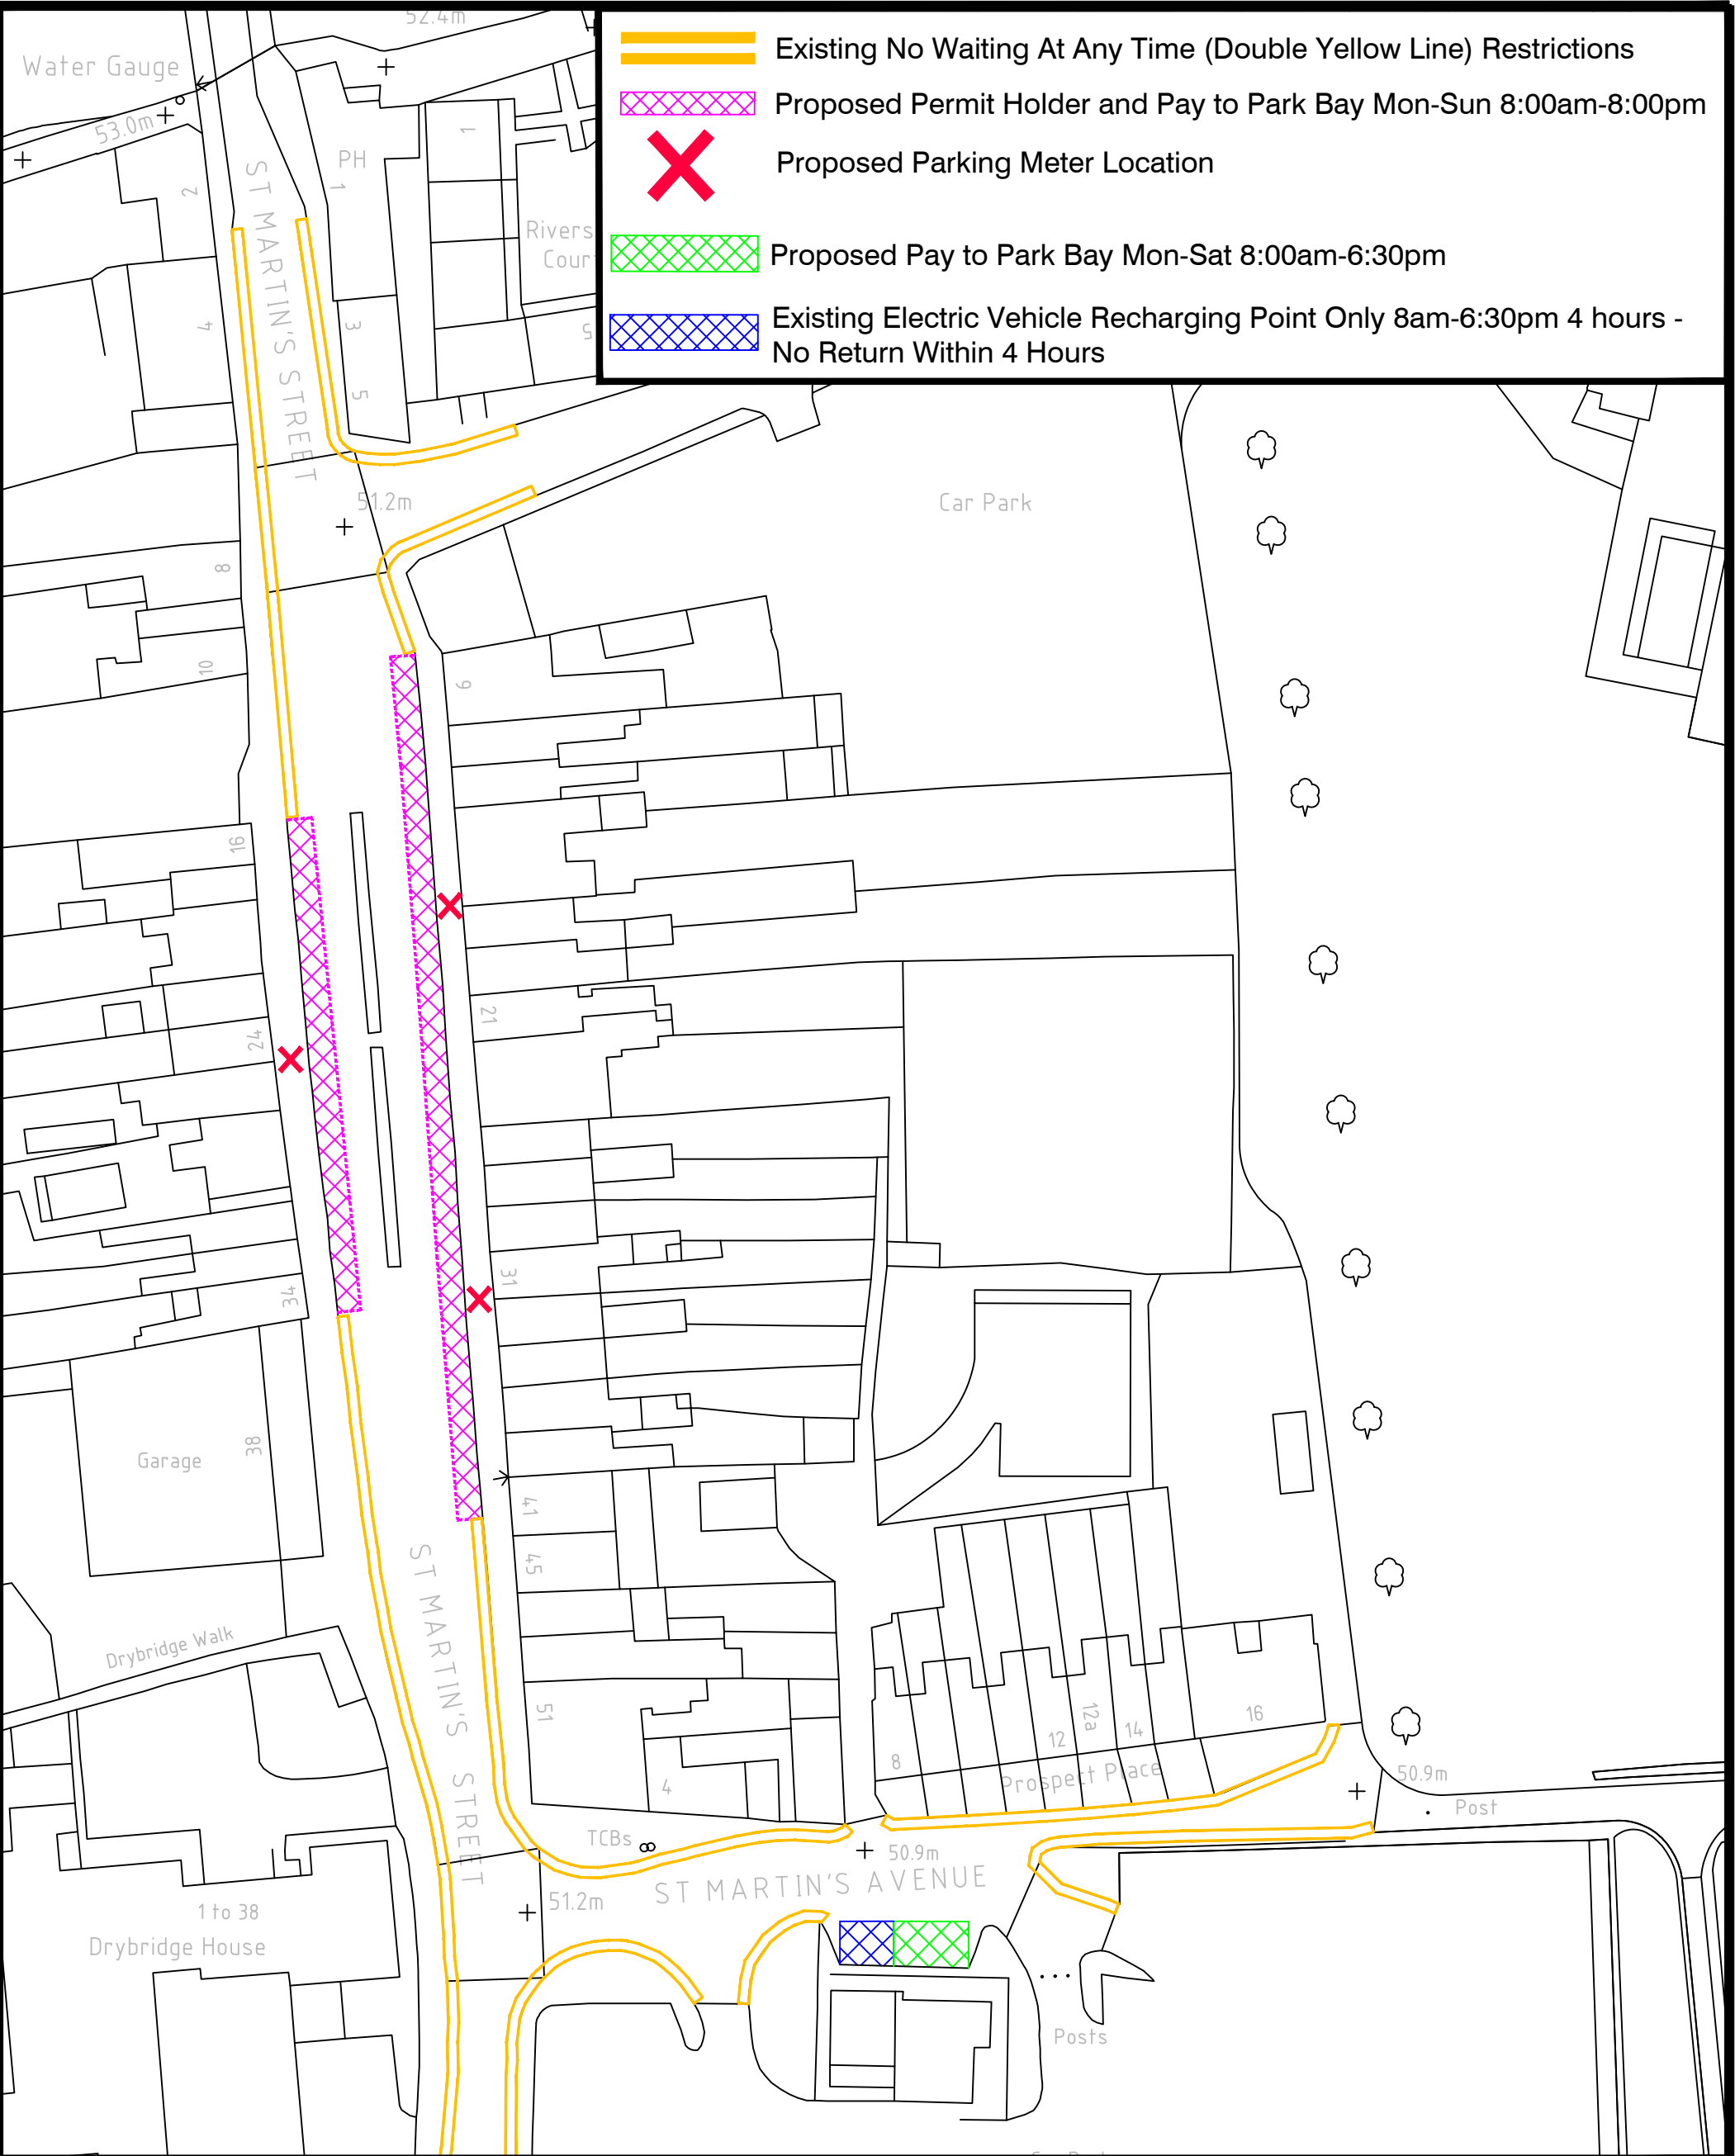 52.4m
Water Gauge
53.0m
Existing No Waiting At Any Time (Double Yellow Line) Restrictions
Proposed Permit Holder and Pay to Park Bay Mon-Sun 8:00am-8:00pm
Proposed Parking Meter Location
Proposed Pay to Park Bay Mon-Sat 8:00am-6:30pm
Existing Electric Vehicle Recharging Point Only 8am-6:30pm 4 hours -
No Return Within 4 Hours
PH
1
1
2
ST MARTIN'S STREET
Rivers
Cour
4
3
5
5
51.2m
Car Park
8
10
9
16
21
24
31
34
Garage
38
41
45
ST MARTIN'S STREET
Drybridge Walk
51
4
8
12
12a
14
16
Prospect Place
50.9m
Post
TCBs
50.9m
ST MARTIN'S AVENUE
51.2m
1 to 38
Drybridge House
Posts